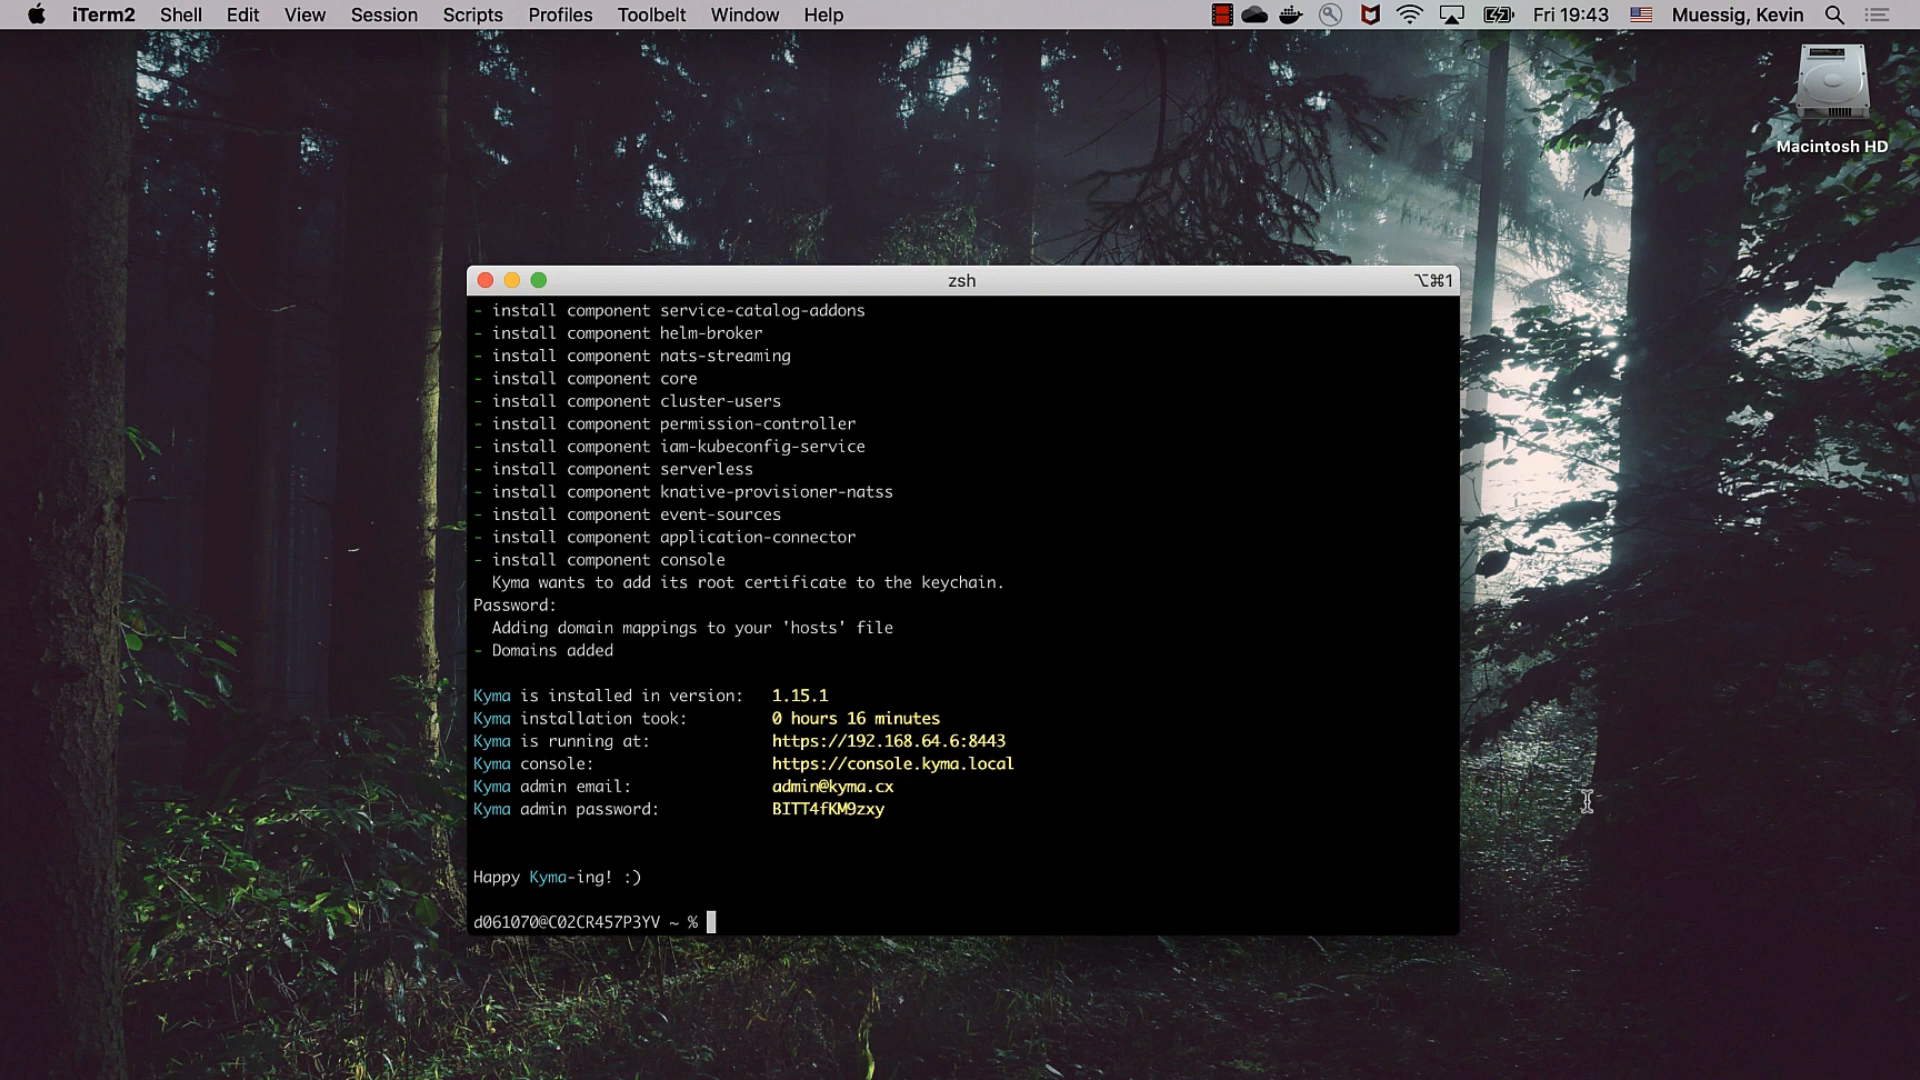 iTerm2 Shell Edit View Session Scripts Profiles Toolbelt Window Help Fri 19:43 Muessig, Kevin
Macintosh HD
zsh ⌥⌘1
- install component service-catalog-addons
- install component helm-broker
- install component nats-streaming
- install component core
- install component cluster-users
- install component permission-controller
- install component iam-kubeconfig-service
- install component serverless
- install component knative-provisioner-natss
- install component event-sources
- install component application-connector
- install component console
Kyma wants to add its root certificate to the keychain.
Password:
Adding domain mappings to your 'hosts' file
- Domains added
Kyma is installed in version: 1.15.1
Kyma installation took: 0 hours 16 minutes
Kyma is running at: https://192.168.64.6:8443
Kyma console: https://console.kyma.local
Kyma admin email: admin@kyma.cx
Kyma admin password: BITT4fKM9zxy
Happy Kyma-ing! :)
d061070@C02CR457P3YV ~ %